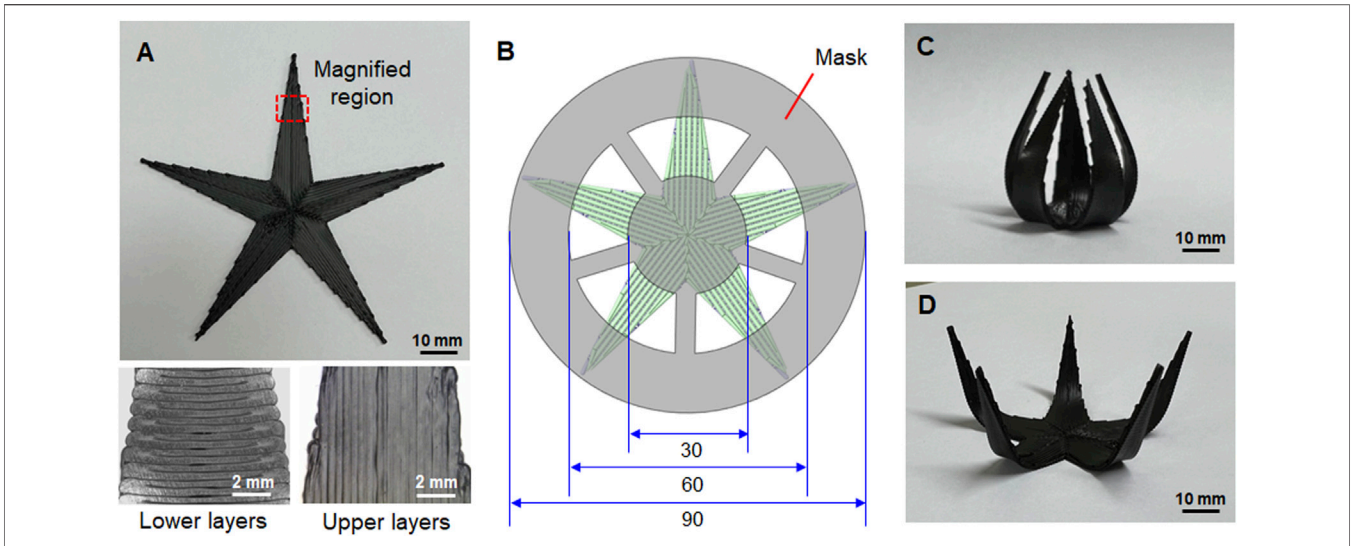 A
Magnified
region
10 mm
2 mm
2 mm
Lower layers
Upper layers
B
Mask
30
60
90
C
10 mm
D
10 mm